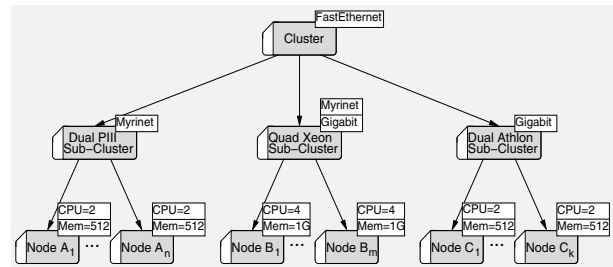 FastEthernet
Cluster
Myrinet
Dual PIII
Sub−Cluster
Myrinet
Gigabit
Quad Xeon
Sub−Cluster
Gigabit
Dual Athlon
Sub−Cluster
CPU=2
Mem=512
Node A1
...
CPU=2
Mem=512
Node An
CPU=4
Mem=1G
Node B1
...
CPU=4
Mem=1G
Node Bm
CPU=2
Mem=512
Node C1
...
CPU=2
Mem=512
Node Ck